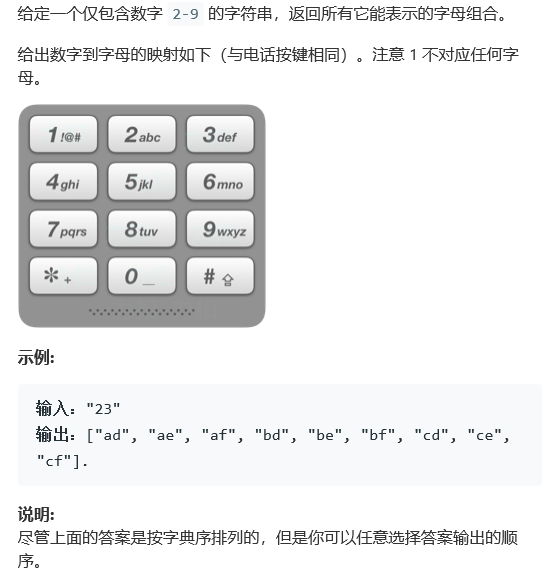 给定一个仅包含数字 2-9 的字符串，返回所有它能表示的字母组合。
给出数字到字母的映射如下（与电话按键相同）。注意 1 不对应任何字
母。
1 !@# 2 abc 3 def
4 ghi 5 jkl 6 mno
7 pqrs 8 tuv 9 wxyz
* + 0 _ # ⇧
示例:
输入："23"
输出：["ad", "ae", "af", "bd", "be", "bf", "cd", "ce",
"cf"].
说明:
尽管上面的答案是按字典序排列的，但是你可以任意选择答案输出的顺
序。